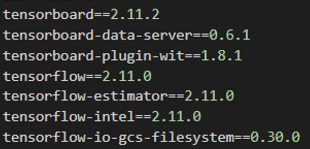 tensorboard==2.11.2
tensorboard-data-server==0.6.1
tensorboard-plugin-wit==1.8.1
tensorflow==2.11.0
tensorflow-estimator==2.11.0
tensorflow-intel==2.11.0
tensorflow-io-gcs-filesystem==0.30.0